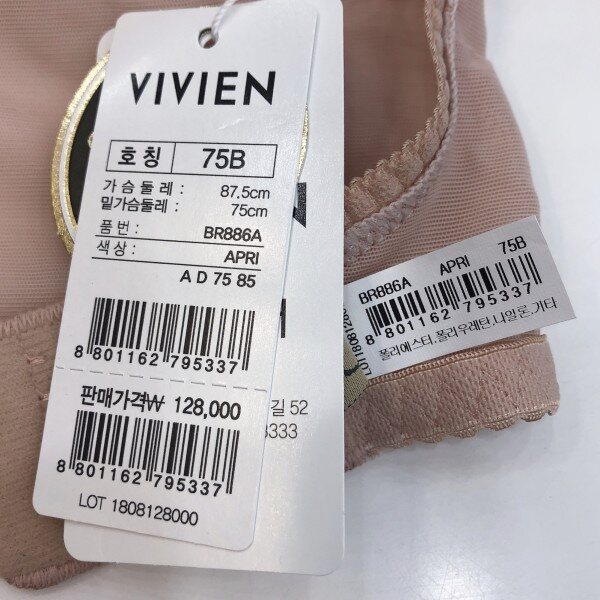 VIVIEN
호 칭 75B
가 슴 둘 레 : 87.5cm
밑가슴둘레 : 75cm
품 번 : BR886A
색 상 : APRI
A D 75 85
8 801162 795337
판매가격₩ 128,000
8 801162 795337
LOT 1808128000
길 52
3333
BR886A APRI 75B
8 801162 795337
폴리에스터,폴리우레탄,나일론,기타